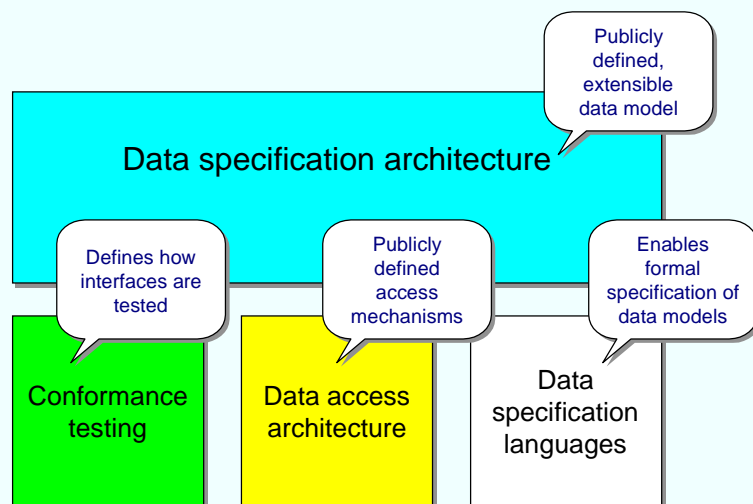 Publicly
defined,
extensible
data model
Data specification architecture
Defines how
interfaces are
tested
Publicly
defined
access
mechanisms
Enables
formal
specification of
data models
Conformance
testing
Data access
architecture
Data
specification
languages